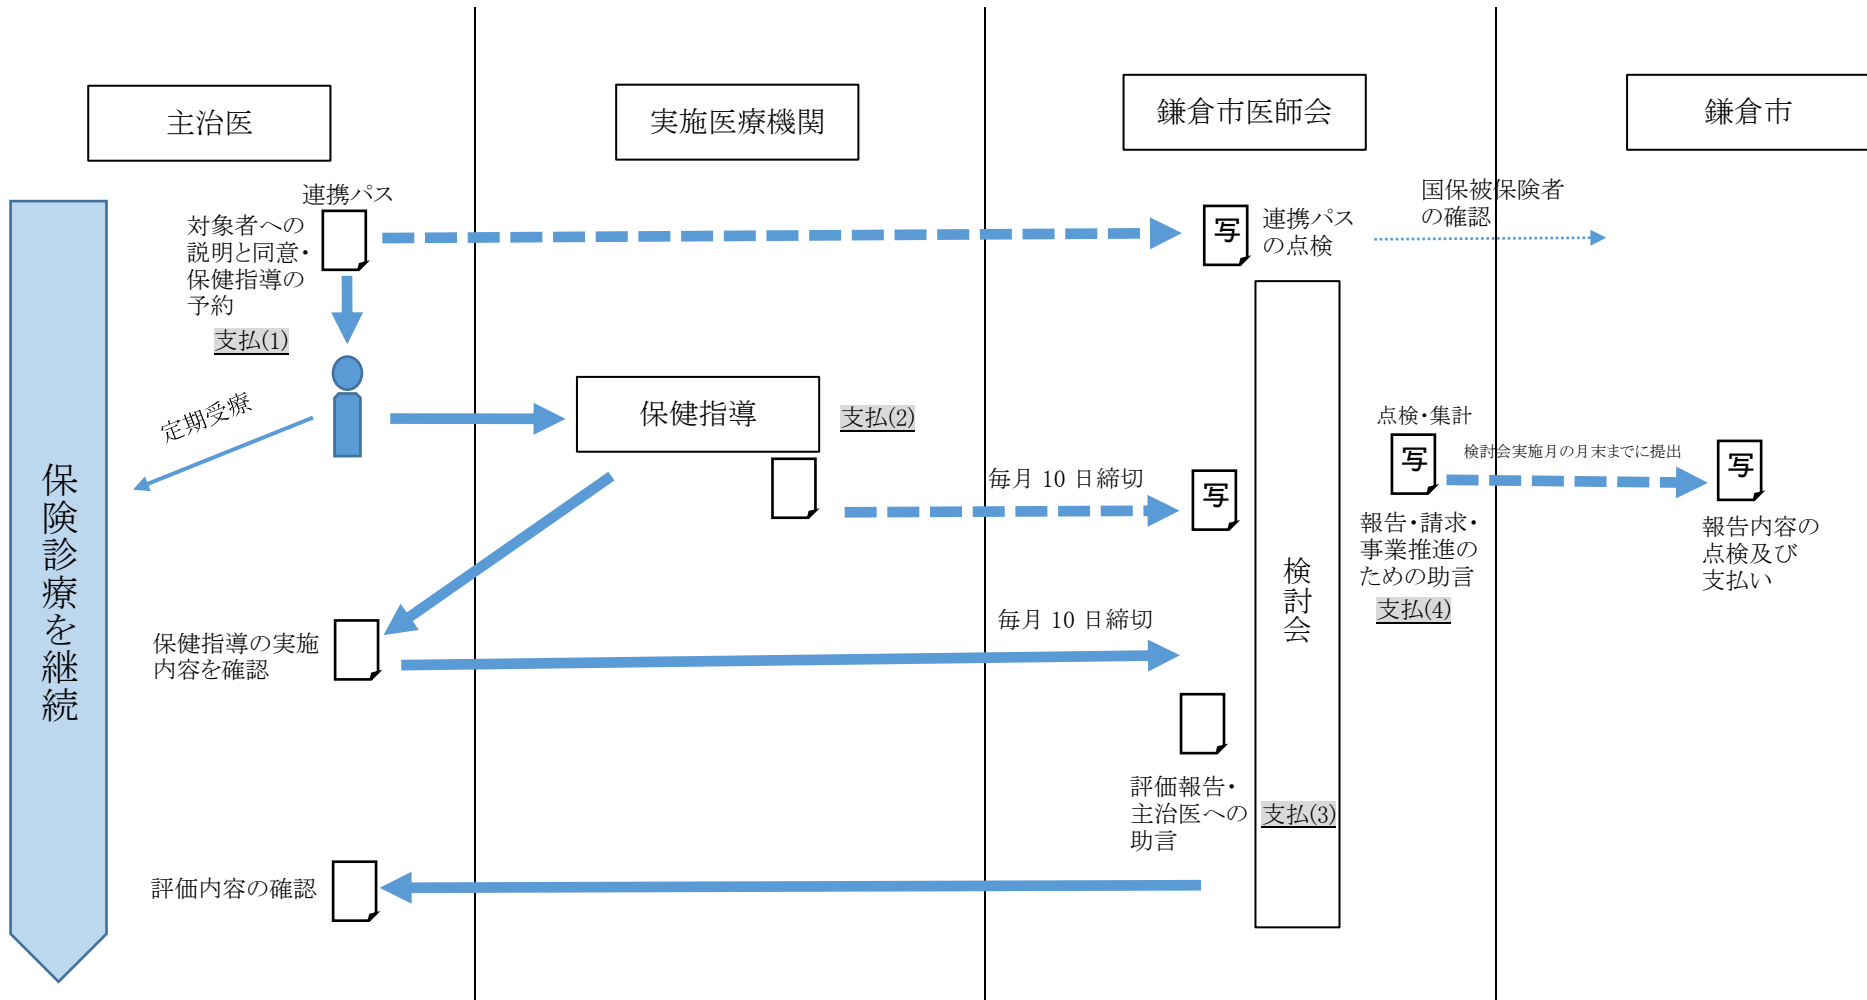 主治医
実施医療機関
鎌倉市医師会
鎌倉市
連携パス
対象者への
説明と同意・
保健指導の
予約
支払(1)
写
連携パス
の点検
国保被保険者
の確認
定期受療
保健指導
支払(2)
毎月 10 日締切
写
点検・集計
写
検討会実施月の月末までに提出
写
報告・請求・
事業推進の
ための助言
支払(4)
報告内容の
点検及び
支払い
保険診療を継続
検討会
保健指導の実施
内容を確認
毎月 10 日締切
評価報告・
主治医への
助言
支払(3)
評価内容の確認